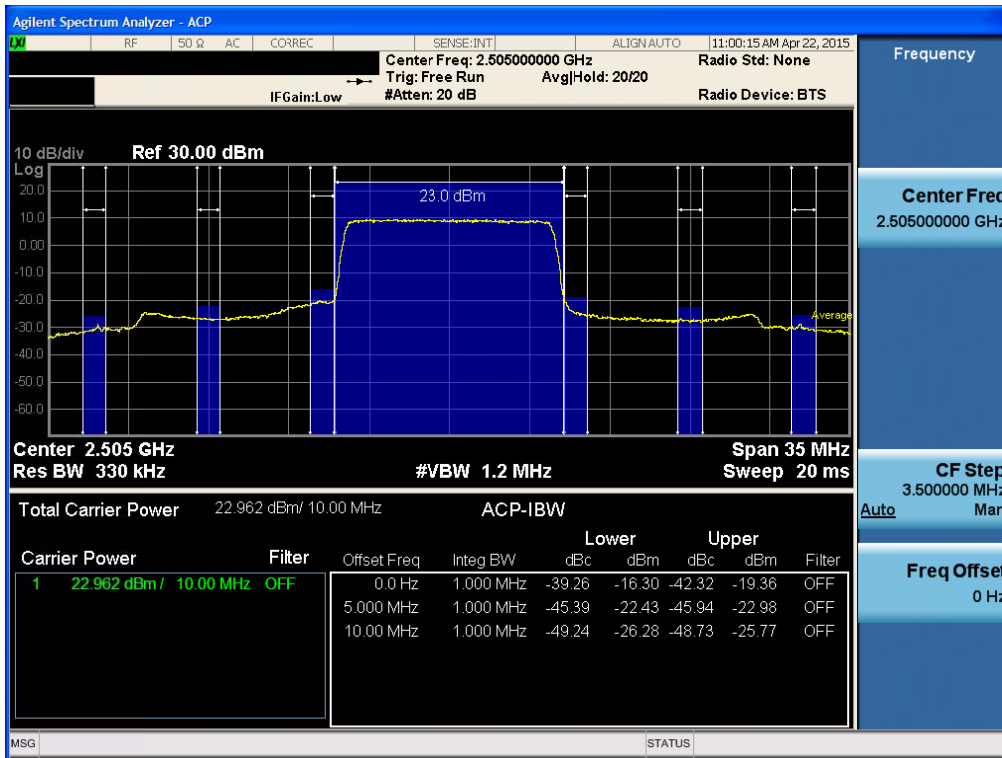 Agilent Spectrum Analyzer - ACP
LXI RF 50 Ω AC CORREC SENSE:INT ALIGN AUTO 11:00:15 AM Apr 22, 2015
Center Freq: 2.505000000 GHz Radio Std: None
Trig: Free Run Avg|Hold: 20/20
IFGain:Low #Atten: 20 dB Radio Device: BTS
10 dB/div Ref 30.00 dBm
Log
20.0
10.0
0.00
-10.0
-20.0
-30.0
-40.0
-50.0
-60.0
23.0 dBm
Average
Center 2.505 GHz Span 35 MHz
Res BW 330 kHz #VBW 1.2 MHz Sweep 20 ms
Total Carrier Power 22.962 dBm/ 10.00 MHz ACP-IBW
Lower Upper
Carrier Power Filter Offset Freq Integ BW dBc dBm dBc dBm Filter
1 22.962 dBm / 10.00 MHz OFF 0.0 Hz 1.000 MHz -39.26 -16.30 -42.32 -19.36 OFF
5.000 MHz 1.000 MHz -45.39 -22.43 -45.94 -22.98 OFF
10.00 MHz 1.000 MHz -49.24 -26.28 -48.73 -25.77 OFF
MSG STATUS
Frequency
Center Freq
2.505000000 GHz
CF Step
3.500000 MHz
Auto Man
Freq Offset
0 Hz